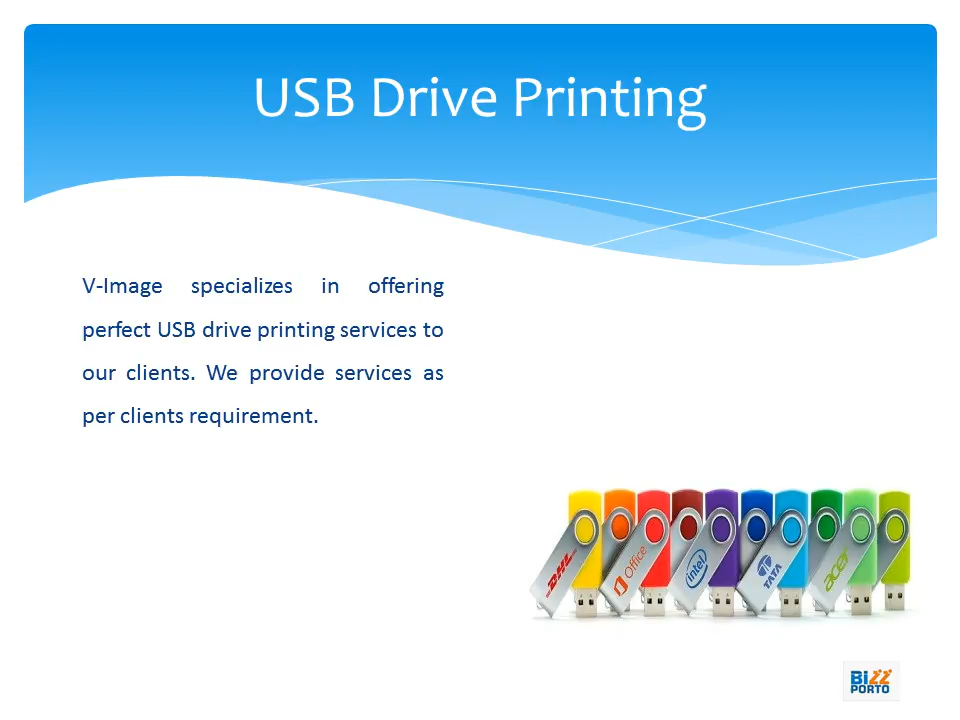 USB Drive Printing
V-Image specializes in offering
perfect USB drive printing services to
our clients. We provide services as
per clients requirement.
DHL
Office
intel
TATA
acer
BiZZ
PORTO